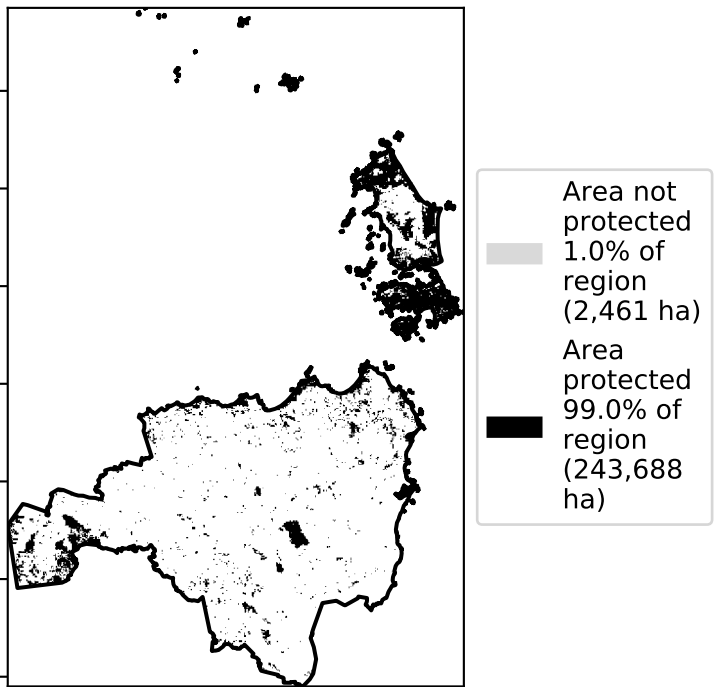 Area not
protected
1.0% of
region
(2,461 ha)
Area
protected
99.0% of
region
(243,688
ha)